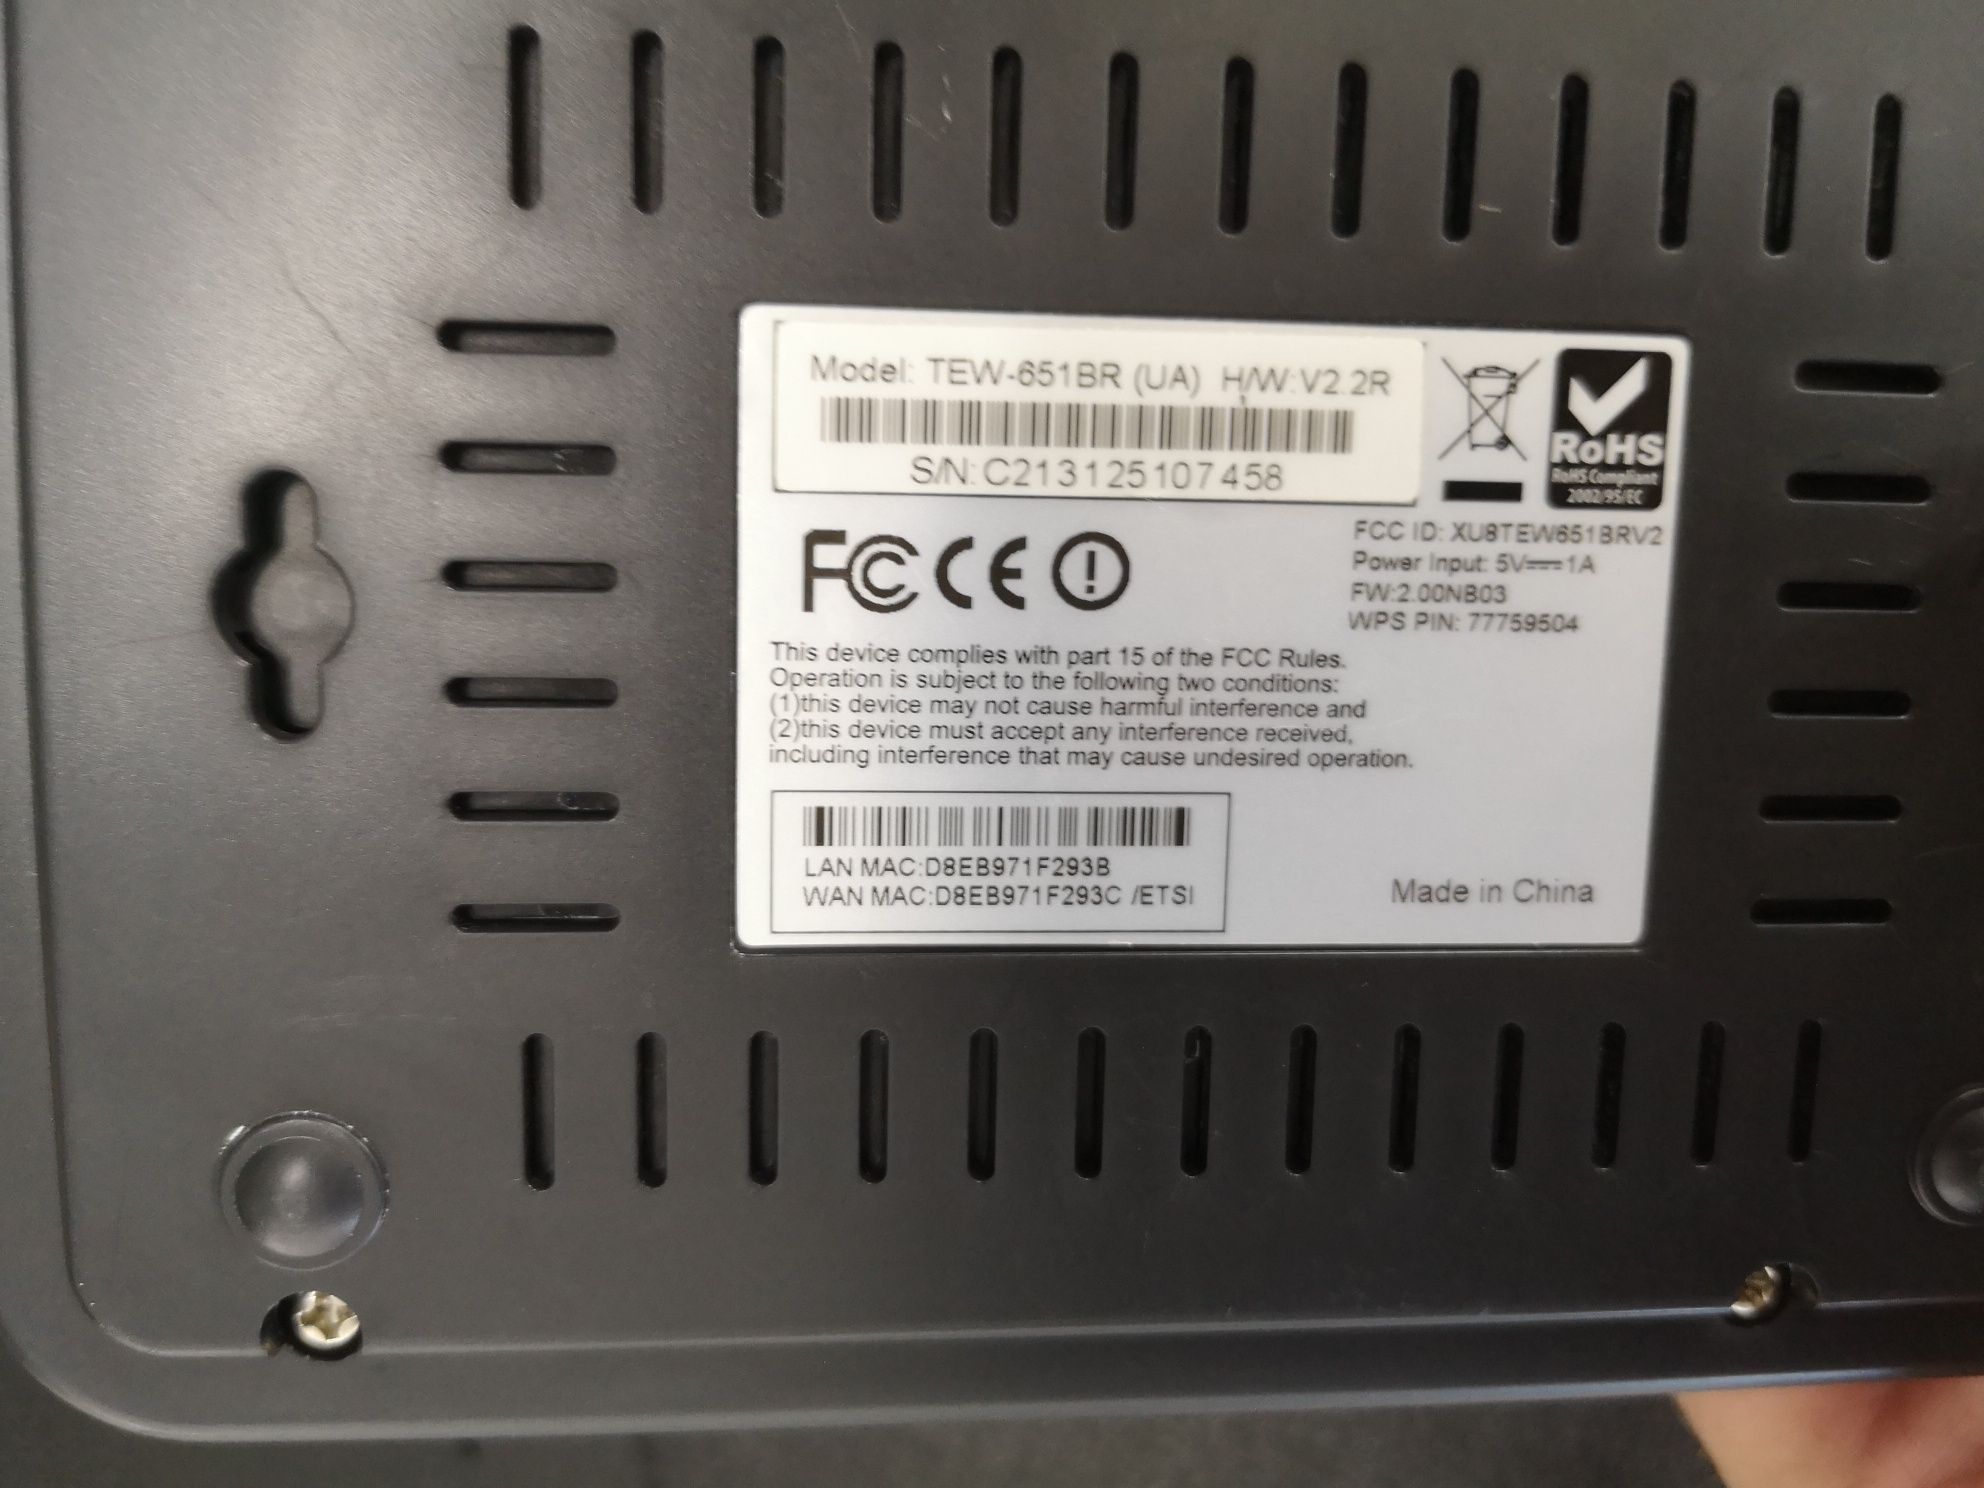 Model: TEW-651BR (UA) H/W:V2.2R
S/N:C213125107458
RoHS
RoHS Compliant
2002/95/EC
FC CE
FCC ID: XU8TEW651BRV2
Power Input: 5V⎓1A
FW:2.00NB03
WPS PIN: 77759504
This device complies with part 15 of the FCC Rules.
Operation is subject to the following two conditions:
(1)this device may not cause harmful interference and
(2)this device must accept any interference received,
including interference that may cause undesired operation.
LAN MAC:D8EB971F293B
WAN MAC:D8EB971F293C /ETSI
Made in China